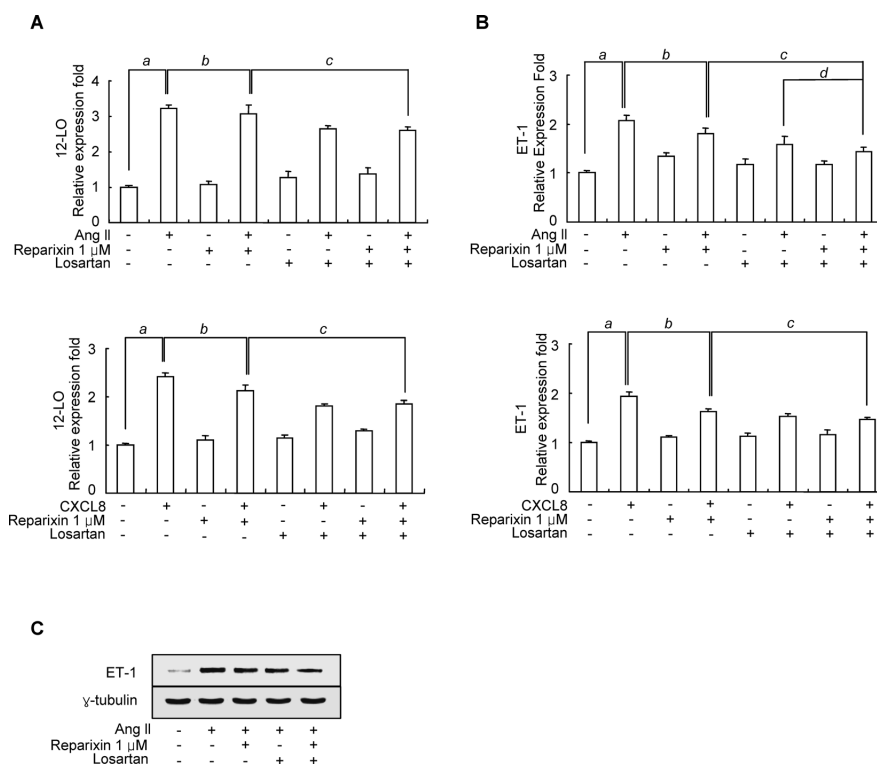 A
a b c
12-LO
Relative expression fold
4
3
2
1
0
Ang II - + - + - + - +
Reparixin 1 μM - - + + - - + +
Losartan - - - - + + + +
B
a b c
d
ET-1
Relative Expression Fold
3
2
1
0
Ang II - + - + - + - +
Reparixin 1 μM - - + + - - + +
Losartan - - - - + + + +
a b c
12-LO
Relative expression fold
3
2
1
0
CXCL8 - + - + - + - +
Reparixin 1 μM - - + + - - + +
Losartan - - - - + + + +
a b c
ET-1
Relative expression fold
3
2
1
0
CXCL8 - + - + - + - +
Reparixin 1 μM - - + + - - + +
Losartan - - - - + + + +
C
ET-1
ɣ-tubulin
Ang II - + + + +
Reparixin 1 μM - - + - +
Losartan - - - + +